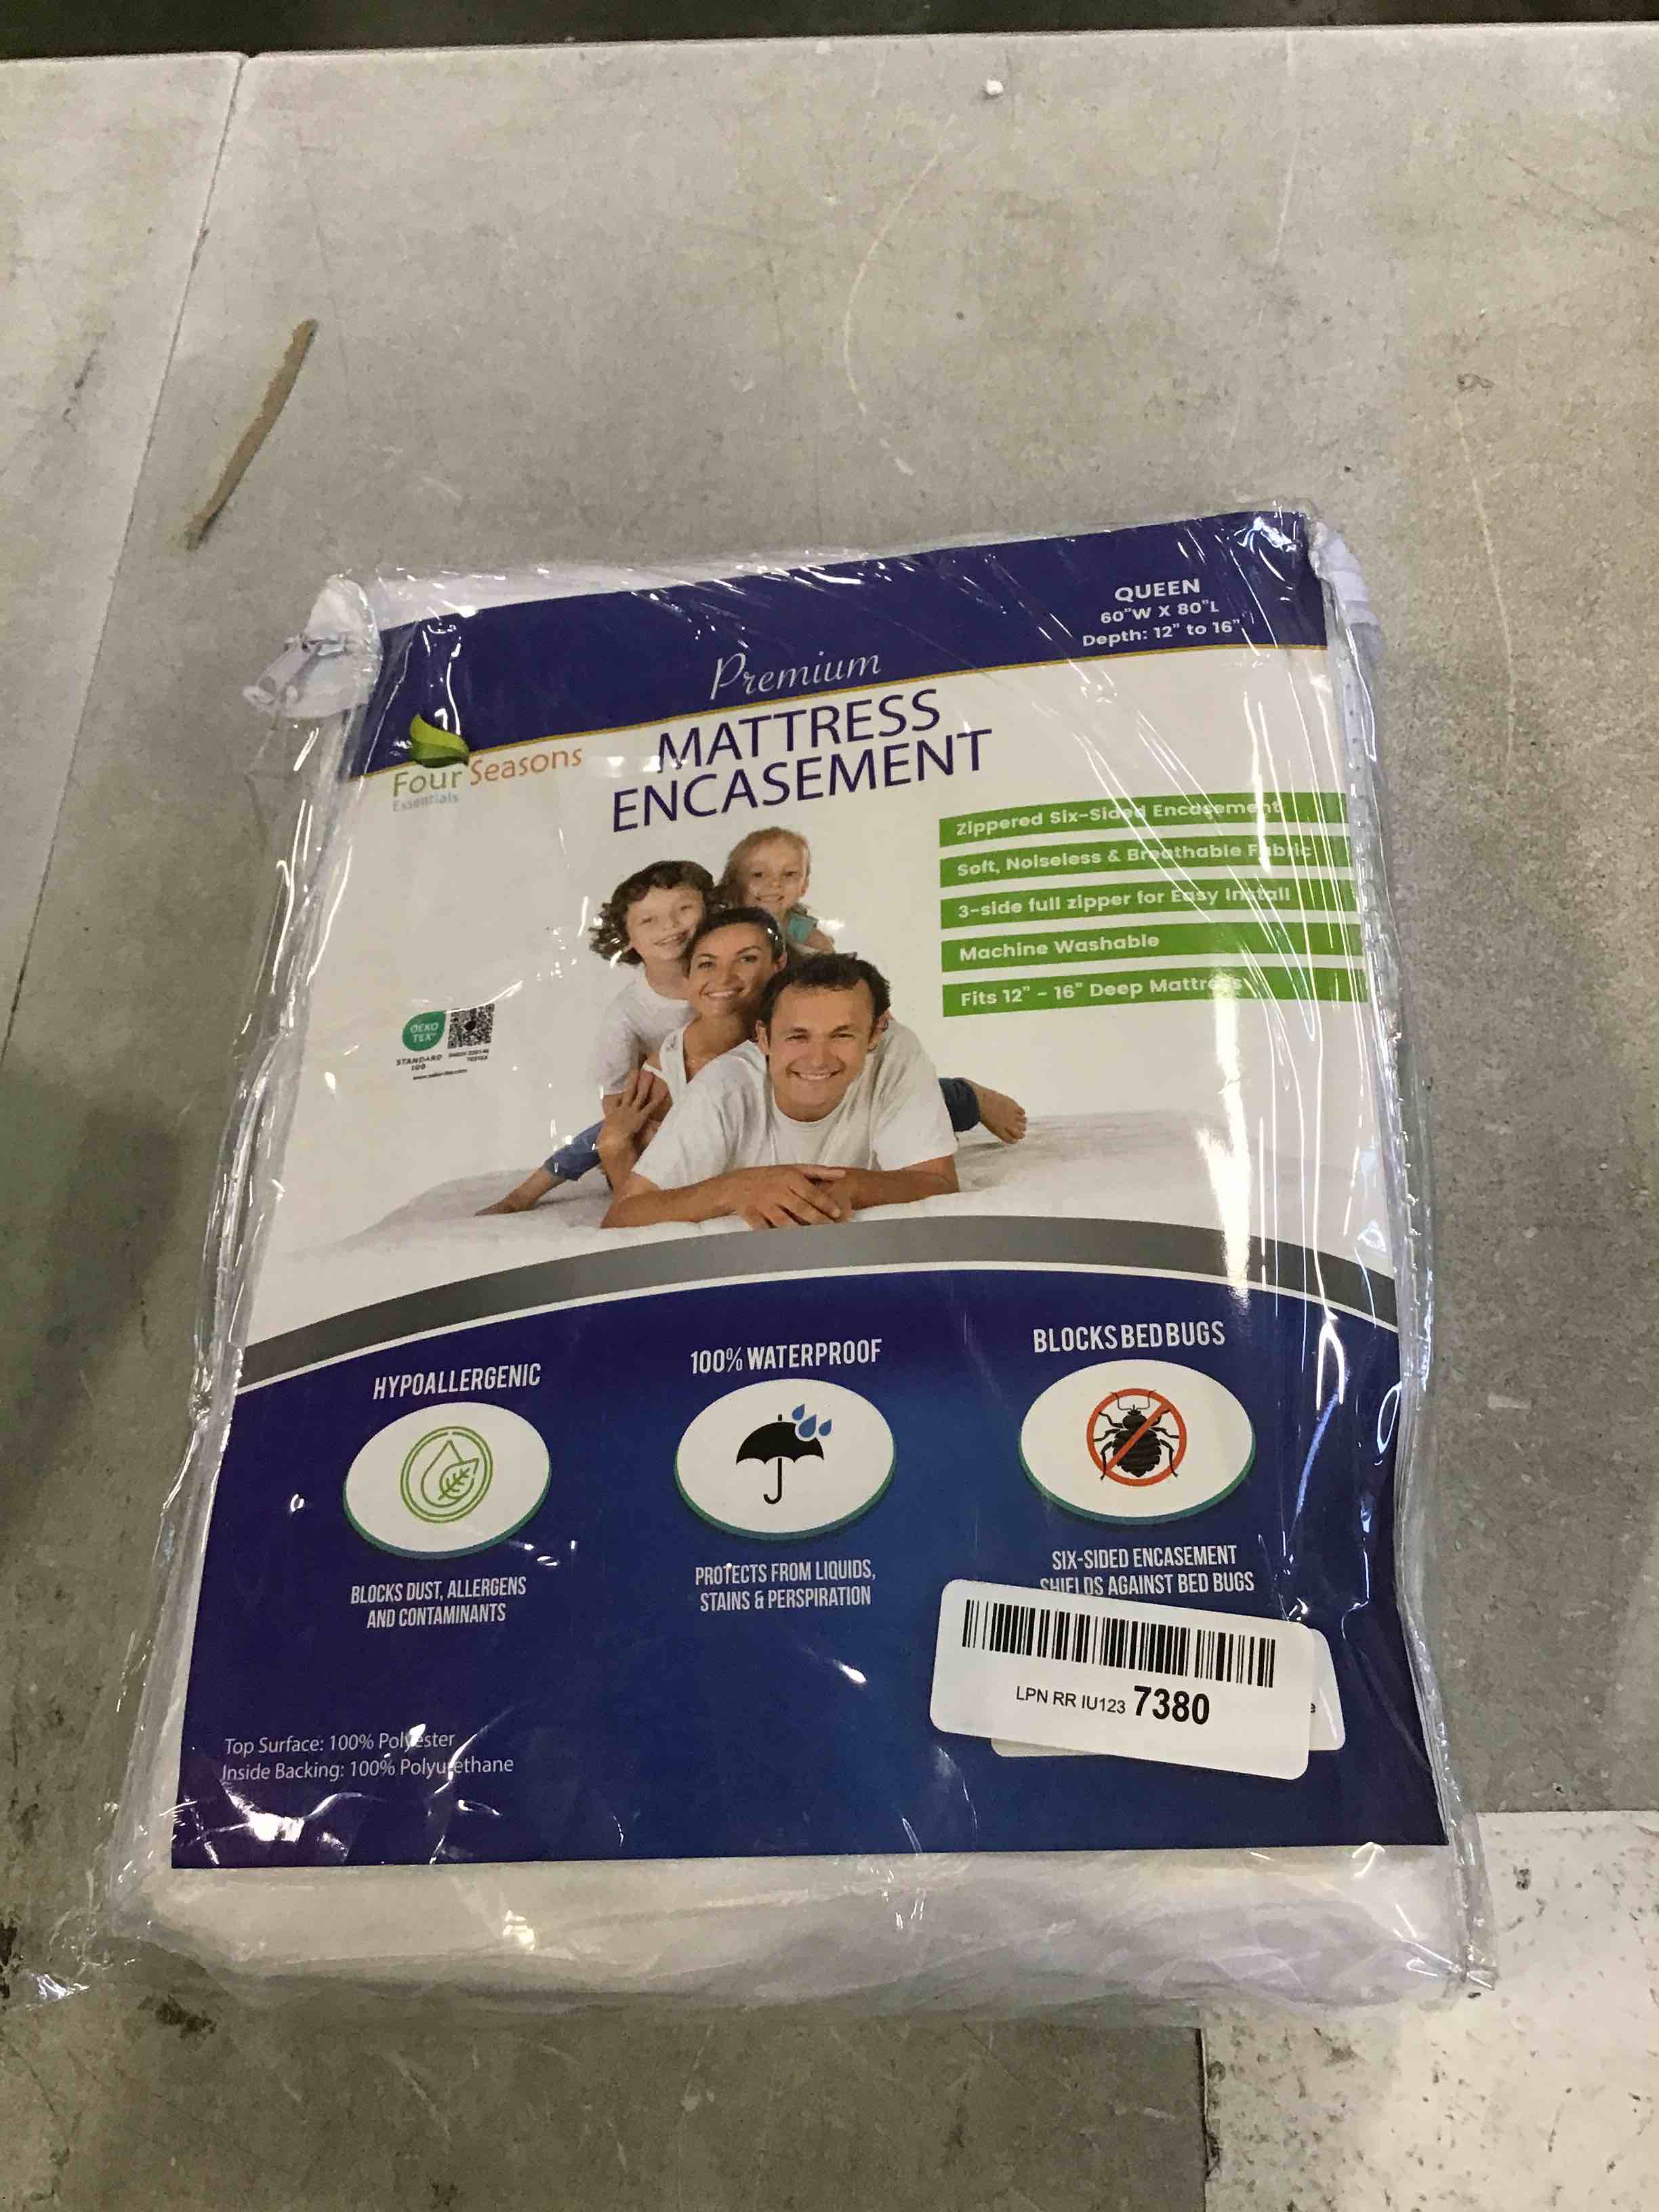 QUEEN
60"W X 80"L
Depth: 12" to 16"
Premium
MATTRESS
ENCASEMENT
Four Seasons
Essentials
Zippered Six-Sided Encasement
Soft, Noiseless & Breathable Fabric
3-side full zipper for Easy Install
Machine Washable
Fits 12" - 16" Deep Mattress
OEKO
TEX
STANDARD
100
HYPOALLERGENIC
100% WATERPROOF
BLOCKS BED BUGS
BLOCKS DUST, ALLERGENS
AND CONTAMINANTS
PROTECTS FROM LIQUIDS,
STAINS & PERSPIRATION
SIX-SIDED ENCASEMENT
SHIELDS AGAINST BED BUGS
LPN RR IU123 7380
Top Surface: 100% Polyester
Inside Backing: 100% Polyurethane